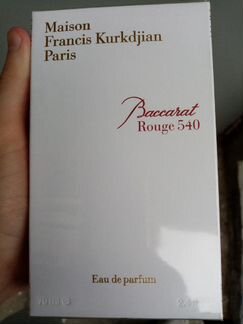 Maison
Francis Kurkdjian
Paris
Baccarat
Rouge 540
Eau de parfum